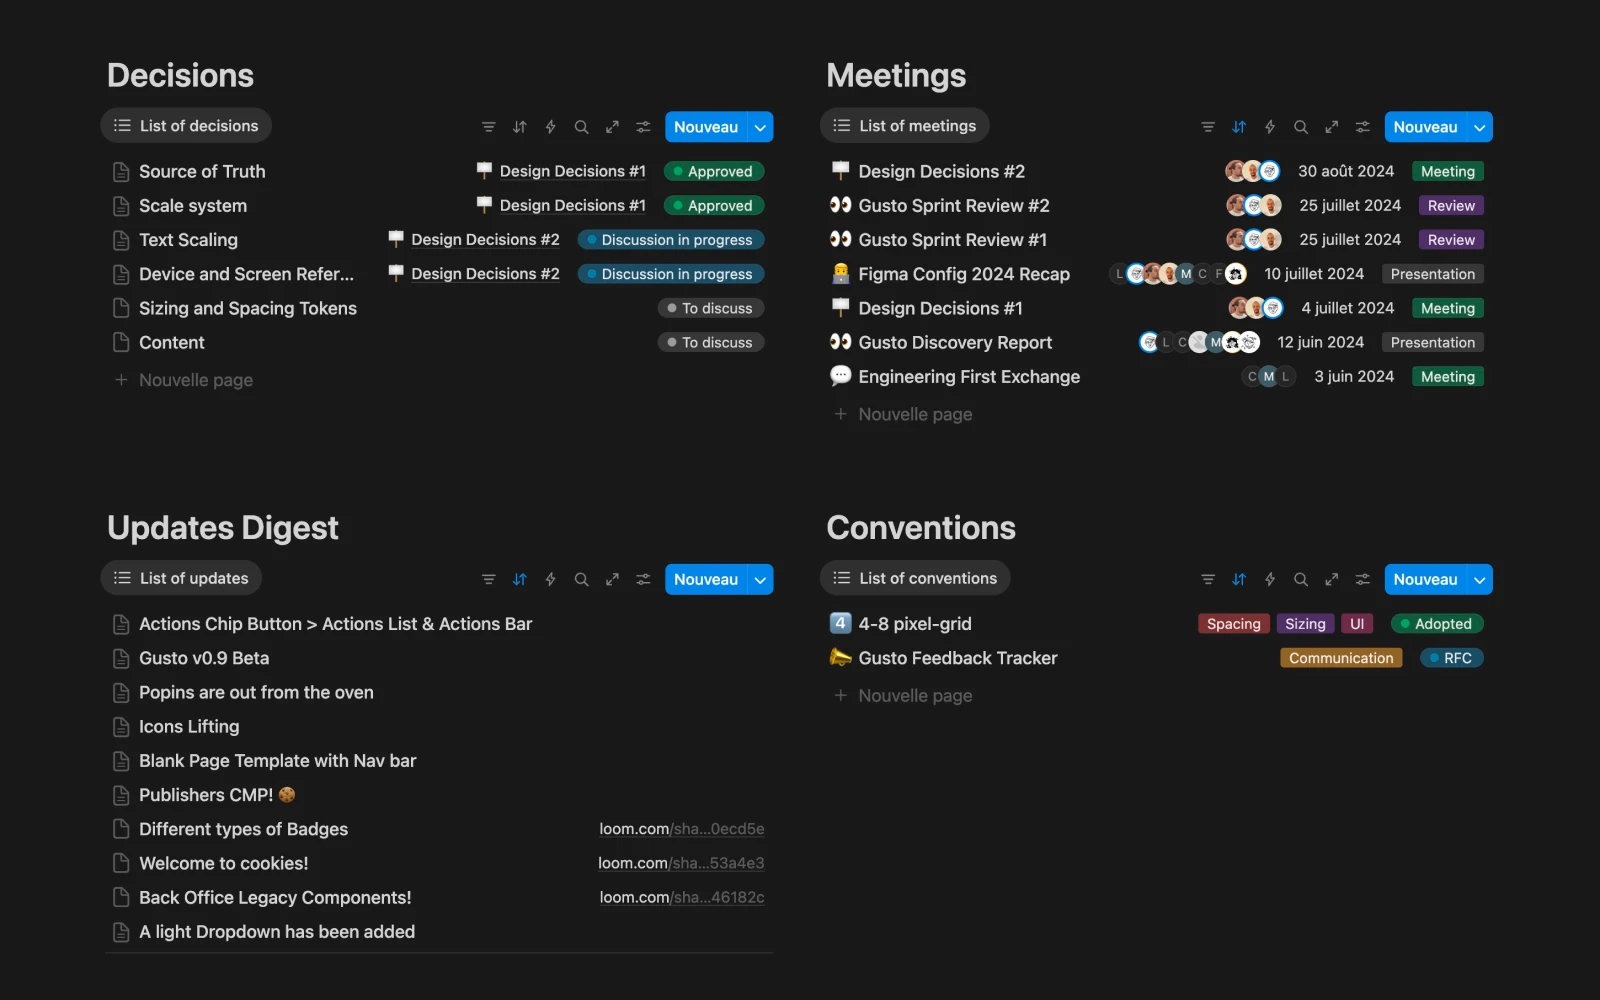 Decisions
List of decisions
Nouveau
Source of Truth Design Decisions #1 Approved
Scale system Design Decisions #1 Approved
Text Scaling Design Decisions #2 Discussion in progress
Device and Screen Refer... Design Decisions #2 Discussion in progress
Sizing and Spacing Tokens To discuss
Content To discuss
+ Nouvelle page
Meetings
List of meetings
Nouveau
Design Decisions #2 30 août 2024 Meeting
Gusto Sprint Review #2 25 juillet 2024 Review
Gusto Sprint Review #1 25 juillet 2024 Review
Figma Config 2024 Recap L M C F 10 juillet 2024 Presentation
Design Decisions #1 4 juillet 2024 Meeting
Gusto Discovery Report L C M 12 juin 2024 Presentation
Engineering First Exchange C M L 3 juin 2024 Meeting
+ Nouvelle page
Updates Digest
List of updates
Nouveau
Actions Chip Button > Actions List & Actions Bar
Gusto v0.9 Beta
Popins are out from the oven
Icons Lifting
Blank Page Template with Nav bar
Publishers CMP! 🍪
Different types of Badges loom.com/sha...0ecd5e
Welcome to cookies! loom.com/sha...53a4e3
Back Office Legacy Components! loom.com/sha...46182c
A light Dropdown has been added
Conventions
List of conventions
Nouveau
4 4-8 pixel-grid Spacing Sizing UI Adopted
Gusto Feedback Tracker Communication RFC
+ Nouvelle page